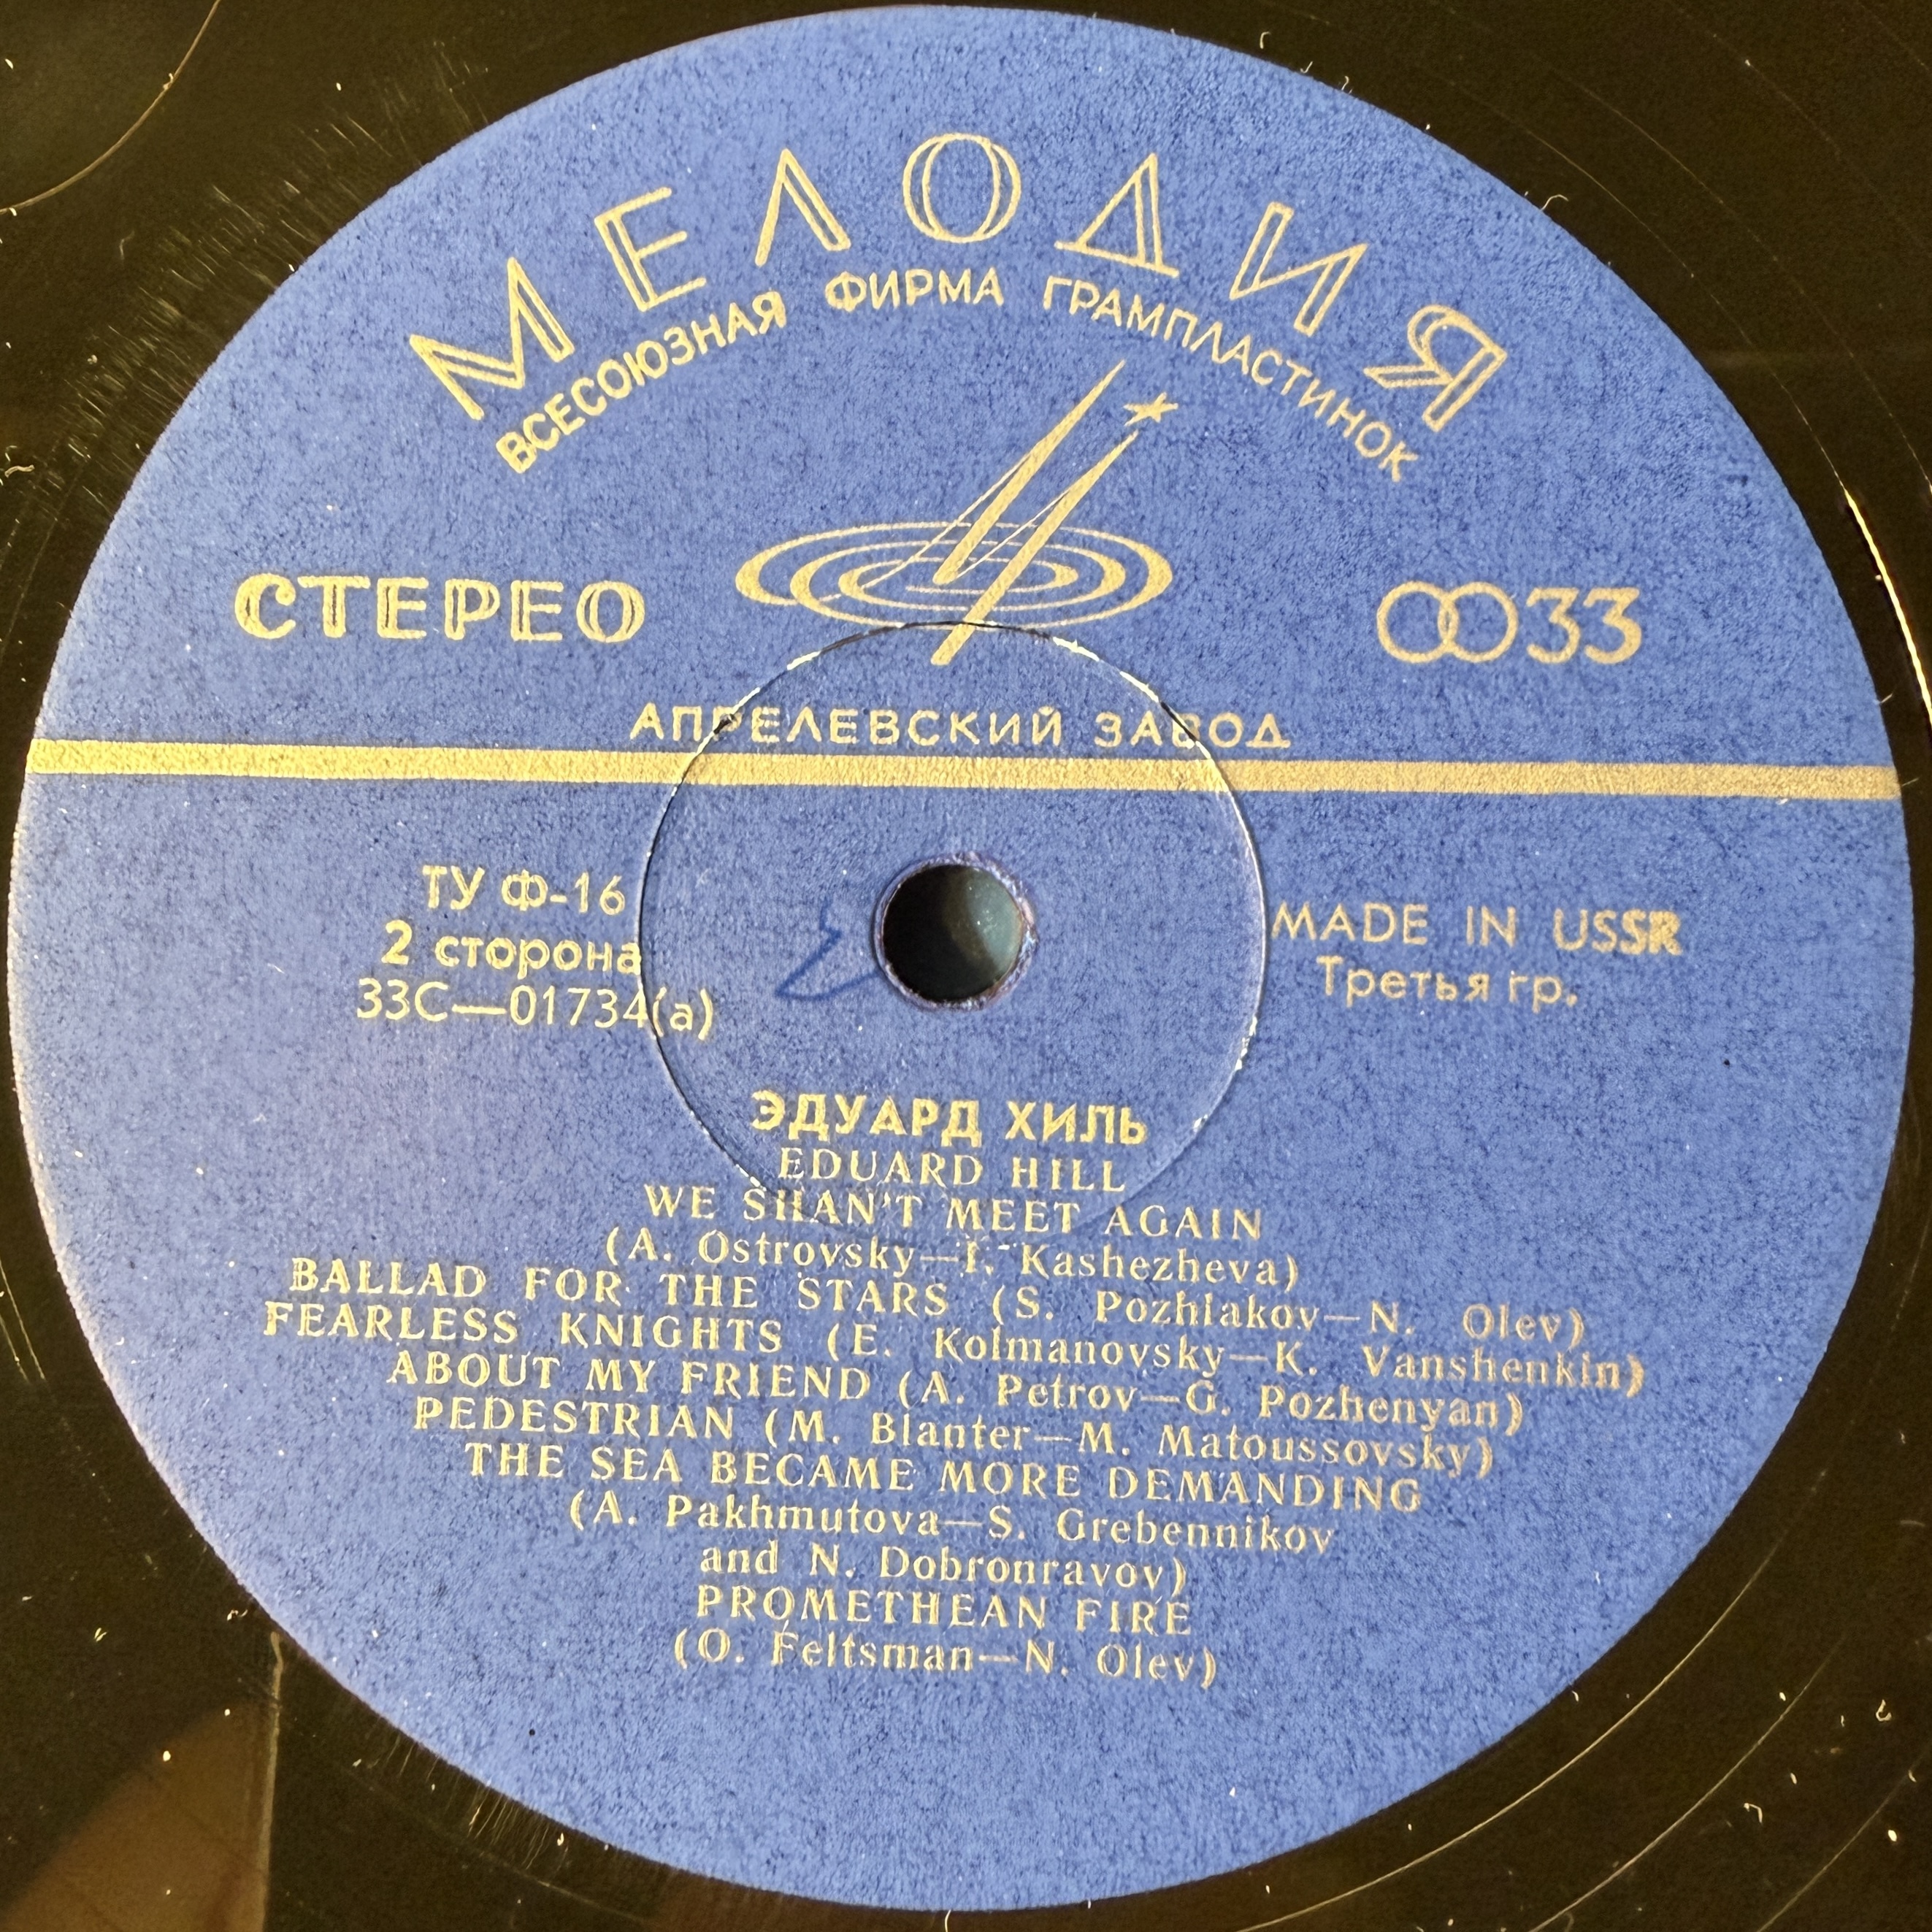 МЕЛОДИЯ
ВСЕСОЮЗНАЯ ФИРМА ГРАМПЛАСТИНОК
СТЕРЕО
33
АПРЕЛЕВСКИЙ ЗАВОД
ТУ Ф-16
2 сторона
33С—01734(а)
MADE IN USSR
Третья гр.
ЭДУАРД ХИЛЬ
EDUARD HILL
WE SHAN'T MEET AGAIN
(A. Ostrovsky—I. Kashezheva)
BALLAD FOR THE STARS (S. Pozhlakov—N. Olev)
FEARLESS KNIGHTS (E. Kolmanovsky—K. Vanshenkin)
ABOUT MY FRIEND (A. Petrov—G. Pozhenyan)
PEDESTRIAN (M. Blanter—M. Matoussovsky)
THE SEA BECAME MORE DEMANDING
(A. Pakhmutova—S. Grebennikov
and N. Dobronravov)
PROMETHEAN FIRE
(O. Feltsman—N. Olev)